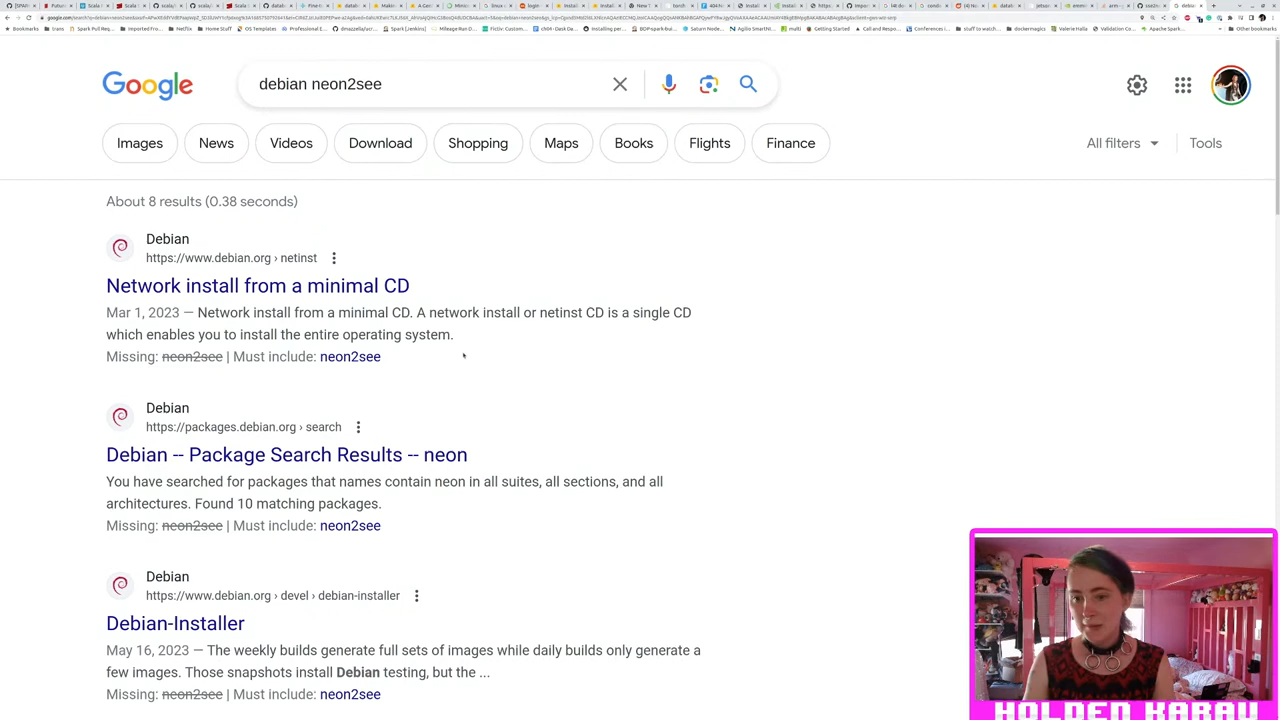 Google
debian neon2see
Images News Videos Download Shopping Maps Books Flights Finance
All filters Tools
About 8 results (0.38 seconds)
Debian
https://www.debian.org › netinst
Network install from a minimal CD
Mar 1, 2023 — Network install from a minimal CD. A network install or netinst CD is a single CD
which enables you to install the entire operating system.
Missing: neon2see | Must include: neon2see
Debian
https://packages.debian.org › search
Debian -- Package Search Results -- neon
You have searched for packages that names contain neon in all suites, all sections, and all
architectures. Found 10 matching packages.
Missing: neon2see | Must include: neon2see
Debian
https://www.debian.org › devel › debian-installer
Debian-Installer
May 16, 2023 — The weekly builds generate full sets of images while daily builds only generate a
few images. Those snapshots install Debian testing, but the ...
Missing: neon2see | Must include: neon2see
HOLDEN KARAU